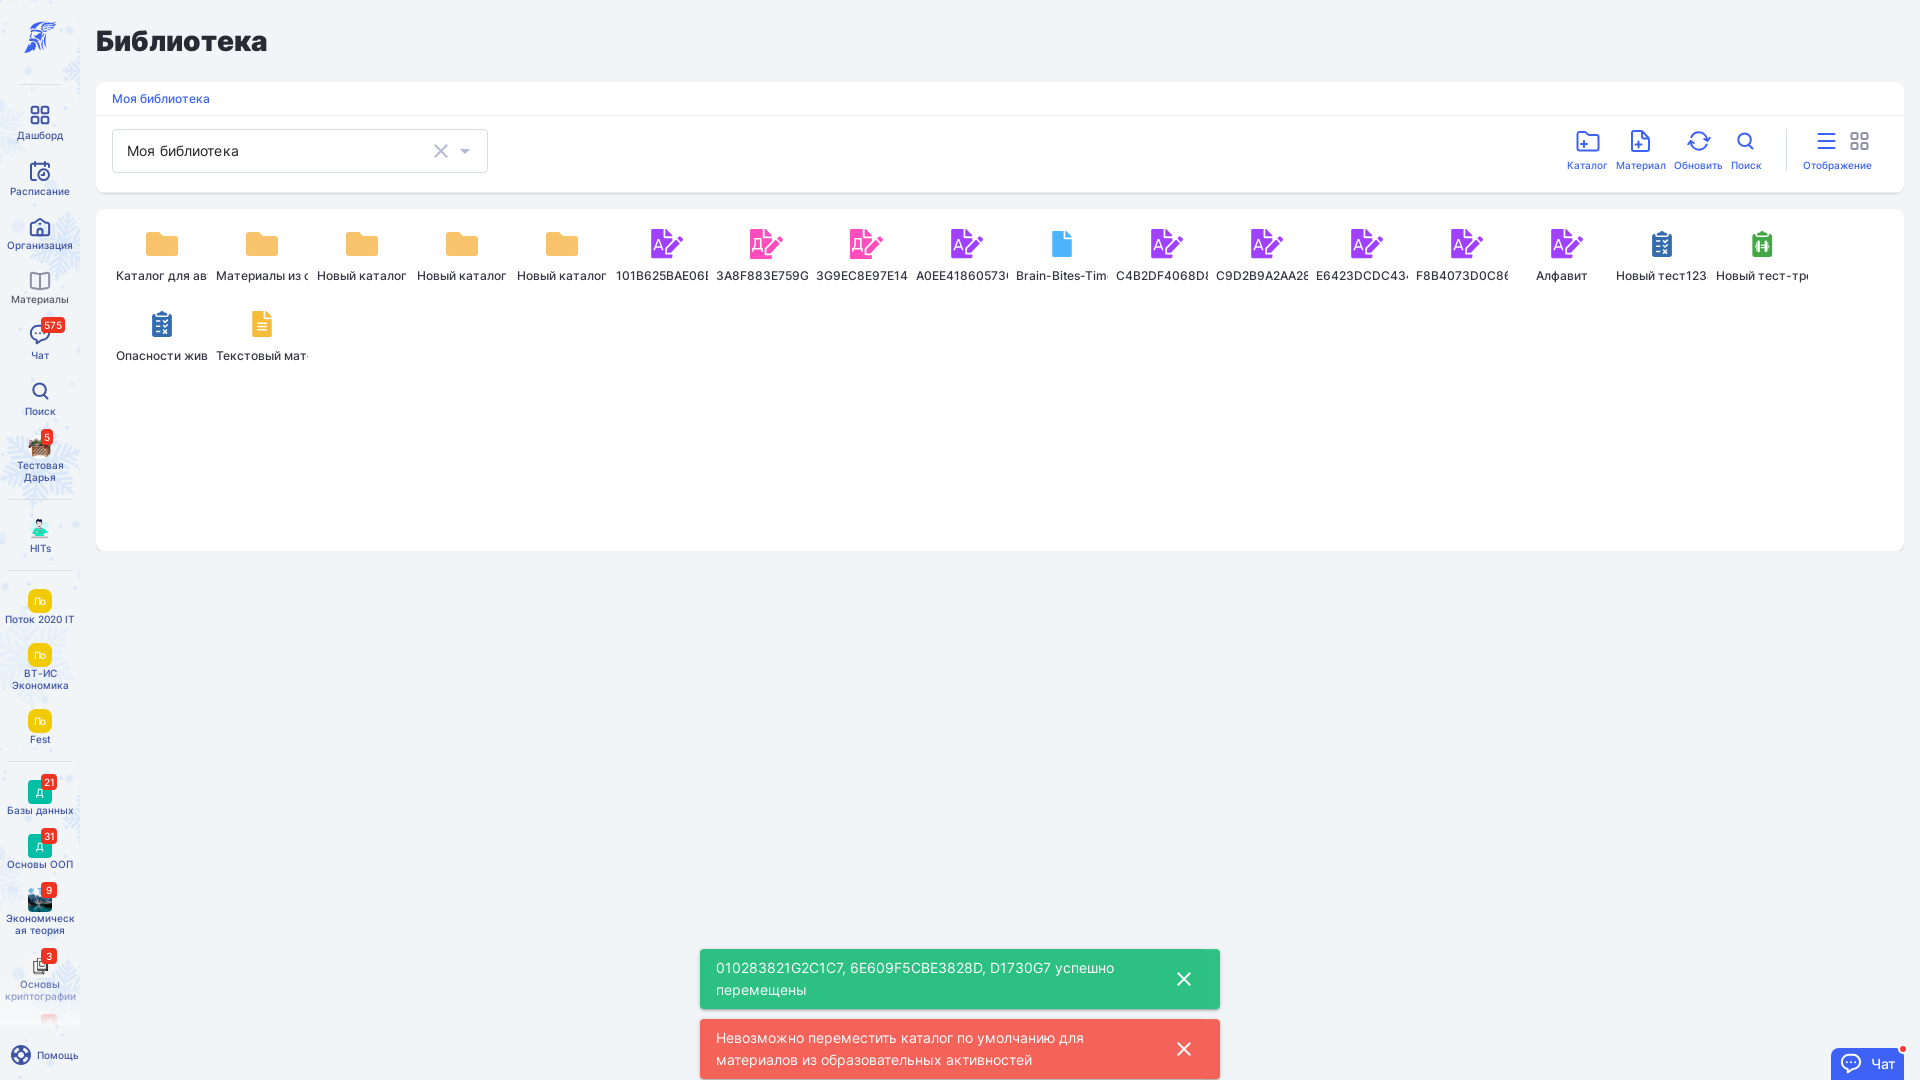 Библиотека
Моя библиотека
Моя библиотека
Каталог
Материал
Обновить
Поиск
Отображение
Дашборд
Расписание
Организация
Материалы
575
Чат
Поиск
5
Тестовая
Дарья
HITs
По
Поток 2020 IT
По
ВТ-ИС
Экономика
По
Fest
21
Д
Базы данных
31
Д
Основы ООП
9
Экономическ
ая теория
3
Основы
криптографии
Помощь
Каталог для ав
Материалы из
Новый каталог
Новый каталог
Новый каталог
101B625BAE06
3A8F883E759G
3G9EC8E97E14
A0EE41860573
Brain-Bites-Tim
C4B2DF4068D8
C9D2B9A2AA28
E6423DCDC434
F8B4073D0C86
Алфавит
Новый тест123
Новый тест-тр
Опасности жив
Текстовый мат
010283821G2C1C7, 6E609F5CBE3828D, D1730G7 успешно
перемещены
Невозможно переместить каталог по умолчанию для
материалов из образовательных активностей
Чат